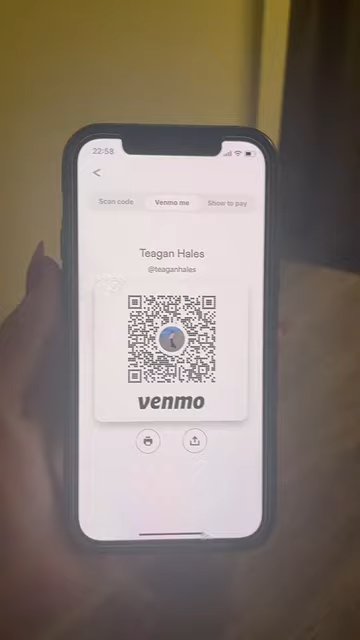 22:58
Scan code Venmo me Show to pay
Teagan Hales
@teaganhales
venmo